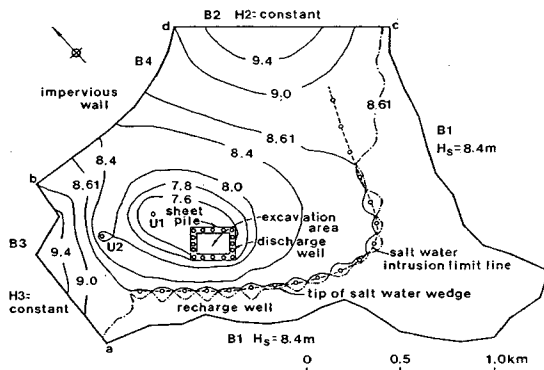 B2 H2=constant
d
c
B4
9.4
9.0
impervious
wall
8.61
8.61
B1
Hs=8.4m
8.4
8.4
b
8.61
7.8
8.0
7.6
sheet
pile
U1
excavation
area
discharge
well
U2
B3
9.4
9.0
H3=
constant
salt water
intrusion limit line
tip of salt water wedge
recharge well
a
B1 Hs=8.4m
0
0.5
1.0km